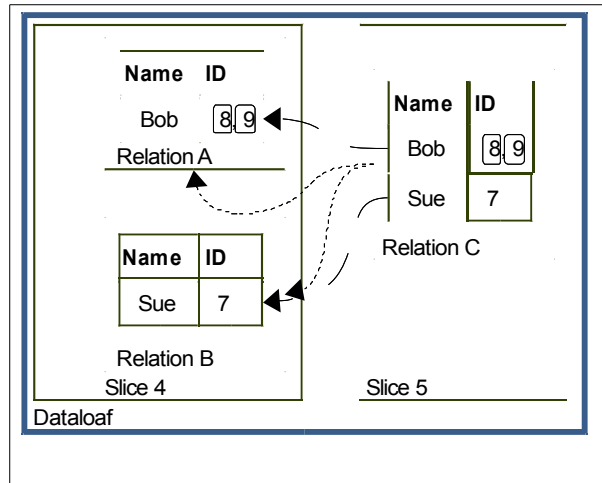 Name ID
Bob 8, 9
Relation A
Name ID
Sue 7
Relation B
Slice 4
Name ID
Bob 8, 9
Sue 7
Relation C
Slice 5
Dataloaf